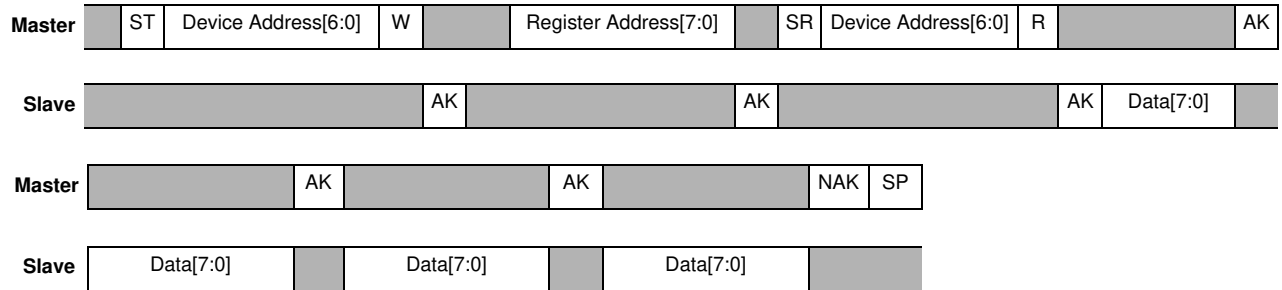 Master ST Device Address[6:0] W Register Address[7:0] SR Device Address[6:0] R AK
Slave AK AK AK Data[7:0]
Master AK AK NAK SP
Slave Data[7:0] Data[7:0] Data[7:0]